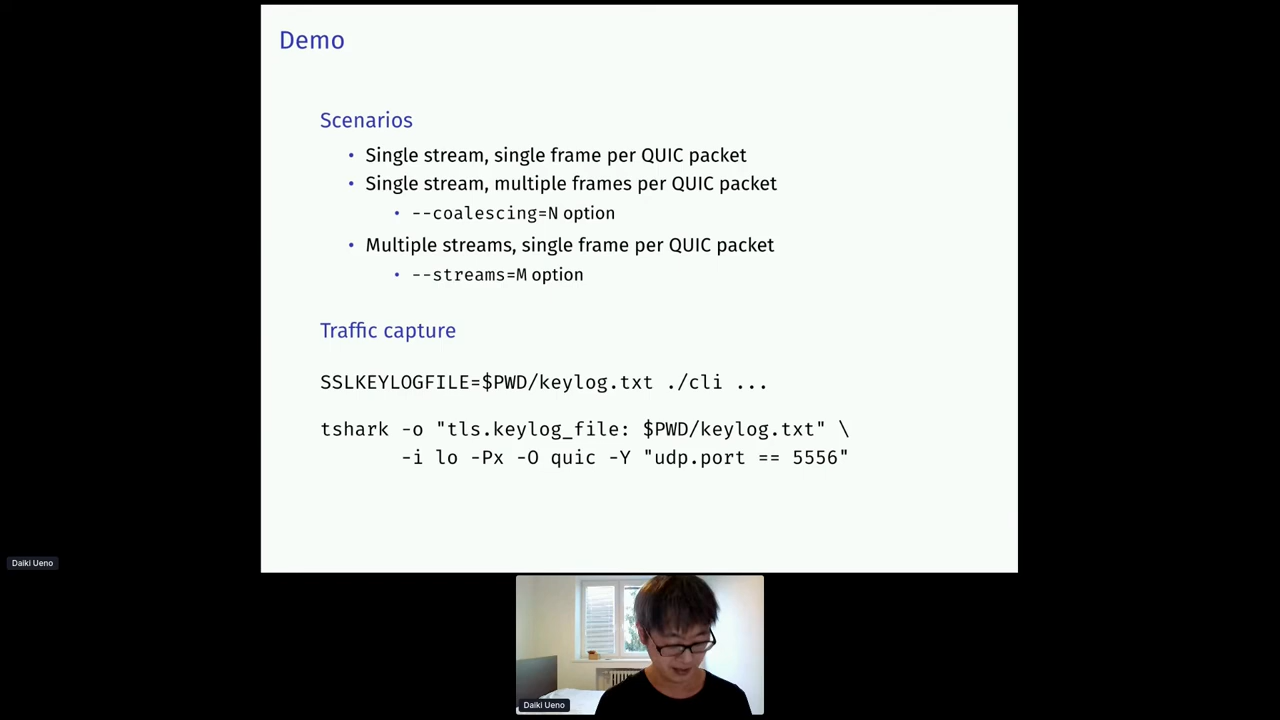 Demo
Scenarios
• Single stream, single frame per QUIC packet
• Single stream, multiple frames per QUIC packet
• --coalescing=N option
• Multiple streams, single frame per QUIC packet
• --streams=M option
Traffic capture
SSLKEYLOGFILE=$PWD/keylog.txt ./cli ...
tshark -o "tls.keylog_file: $PWD/keylog.txt" \
-i lo -Px -O quic -Y "udp.port == 5556"
Daiki Ueno
Daiki Ueno